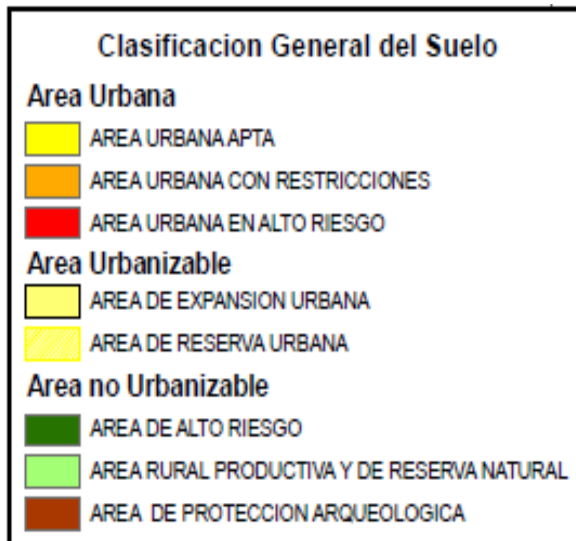 Clasificacion General del Suelo
Area Urbana
AREA URBANA APTA
AREA URBANA CON RESTRICCIONES
AREA URBANA EN ALTO RIESGO
Area Urbanizable
AREA DE EXPANSION URBANA
AREA DE RESERVA URBANA
Area no Urbanizable
AREA DE ALTO RIESGO
AREA RURAL PRODUCTIVA Y DE RESERVA NATURAL
AREA DE PROTECCION ARQUEOLOGICA